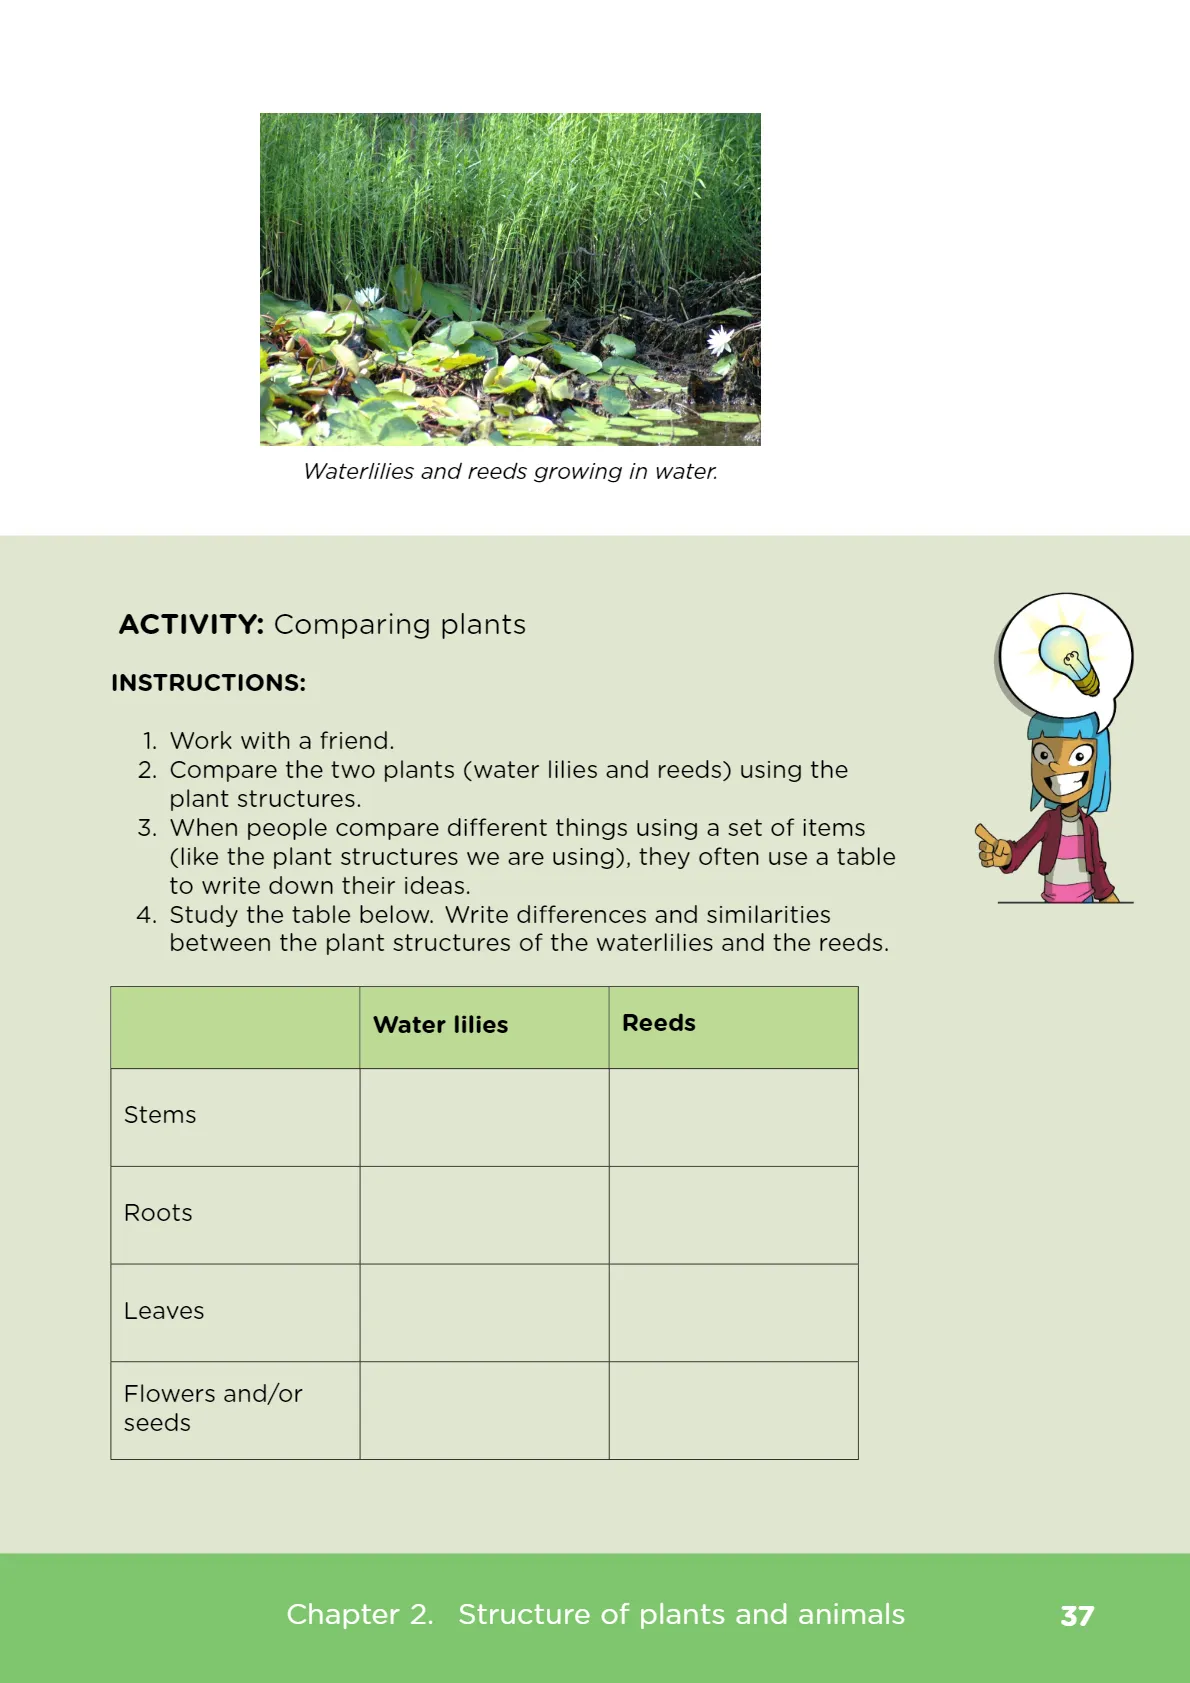 Waterlilies and reeds growing in water.
ACTIVITY: Comparing plants
INSTRUCTIONS:
1. Work with a friend.
2. Compare the two plants (water lilies and reeds) using the
plant structures.
3. When people compare different things using a set of items
(like the plant structures we are using), they often use a table
to write down their ideas.
4. Study the table below. Write differences and similarities
between the plant structures of the waterlilies and the reeds.
Water lilies Reeds
Stems
Roots
Leaves
Flowers and/or
seeds
Chapter 2. Structure of plants and animals 37